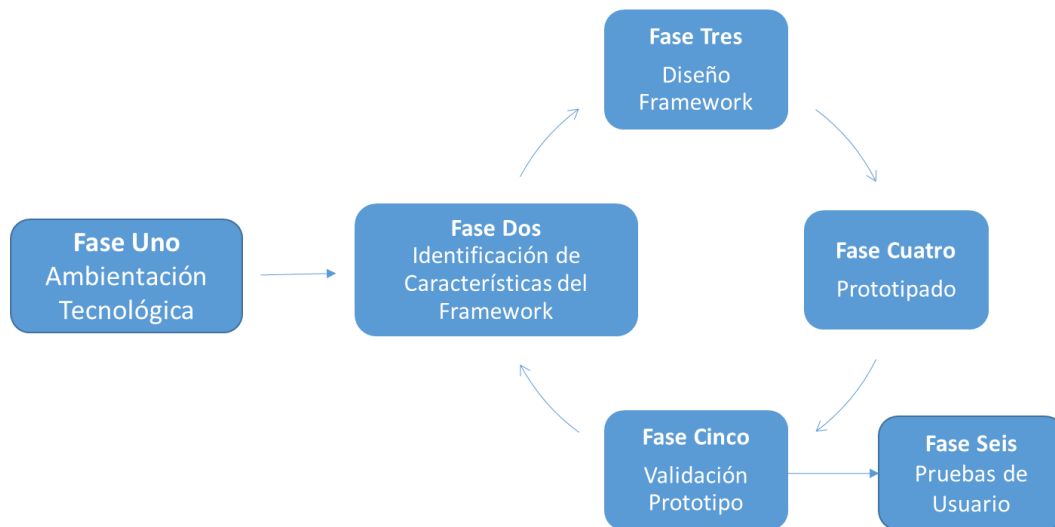 Fase Uno
Ambientación
Tecnológica
Fase Dos
Identificación de
Características del
Framework
Fase Tres
Diseño
Framework
Fase Cuatro
Prototipado
Fase Cinco
Validación
Prototipo
Fase Seis
Pruebas de
Usuario